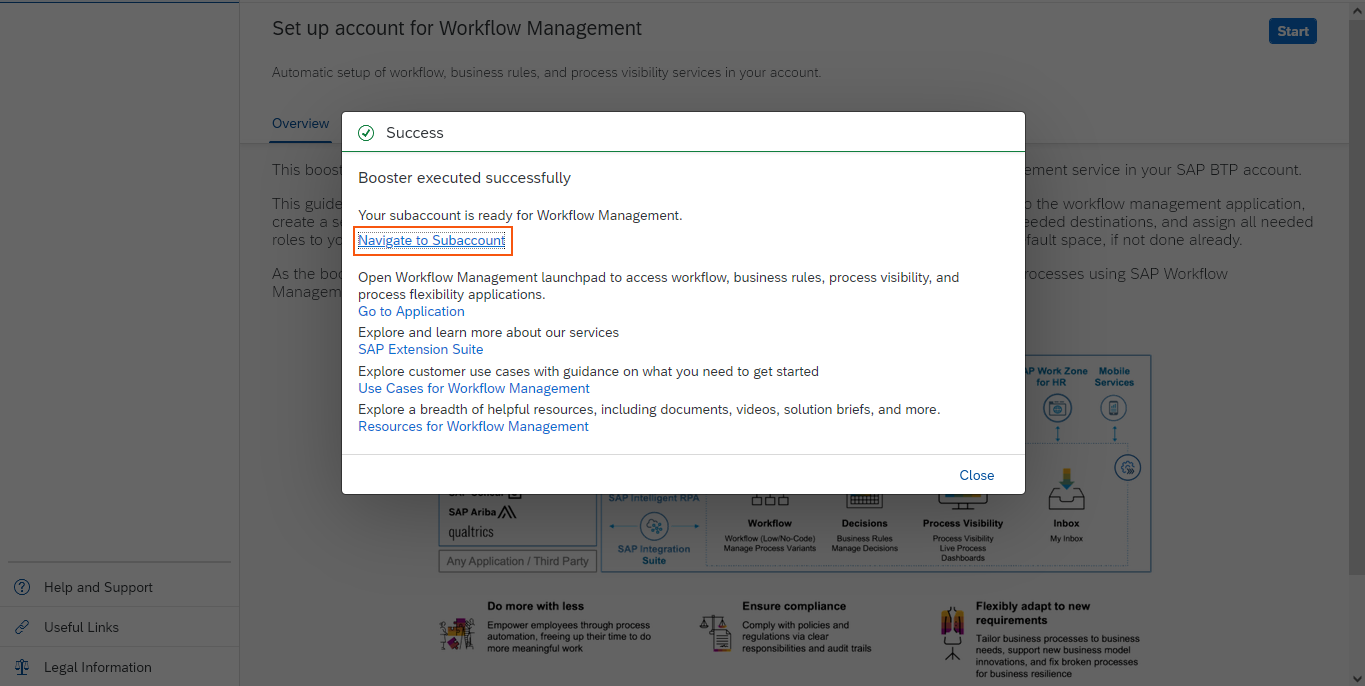 Set up account for Workflow Management
Start
Automatic setup of workflow, business rules, and process visibility services in your account.
Overview
This boost
ement service in your SAP BTP account.
This guide
o the workflow management application,
create a se
eeded destinations, and assign all needed
roles to yo
fault space, if not done already.
As the boo
rocesses using SAP Workflow
Managem
Success
Booster executed successfully
Your subaccount is ready for Workflow Management.
Navigate to Subaccount
Open Workflow Management launchpad to access workflow, business rules, process visibility, and
process flexibility applications.
Go to Application
Explore and learn more about our services
SAP Extension Suite
Explore customer use cases with guidance on what you need to get started
Use Cases for Workflow Management
Explore a breadth of helpful resources, including documents, videos, solution briefs, and more.
Resources for Workflow Management
Close
AP Work Zone
for HR
Mobile
Services
SAP Ariba
qualtrics
Any Application / Third Party
SAP Intelligent RPA
SAP Integration
Suite
Workflow
Workflow (Low/No-Code)
Manage Process Variants
Decisions
Business Rules
Manage Decisions
Process Visibility
Process Visibility
Live Process
Dashboards
Inbox
My Inbox
Do more with less
Empower employees through process
automation, freeing up their time to do
more meaningful work
Ensure compliance
Comply with policies and
regulations via clear
responsibilities and audit trails
Flexibly adapt to new
requirements
Tailor business processes to business
needs, support new business model
innovations, and fix broken processes
for business resilience
Help and Support
Useful Links
Legal Information